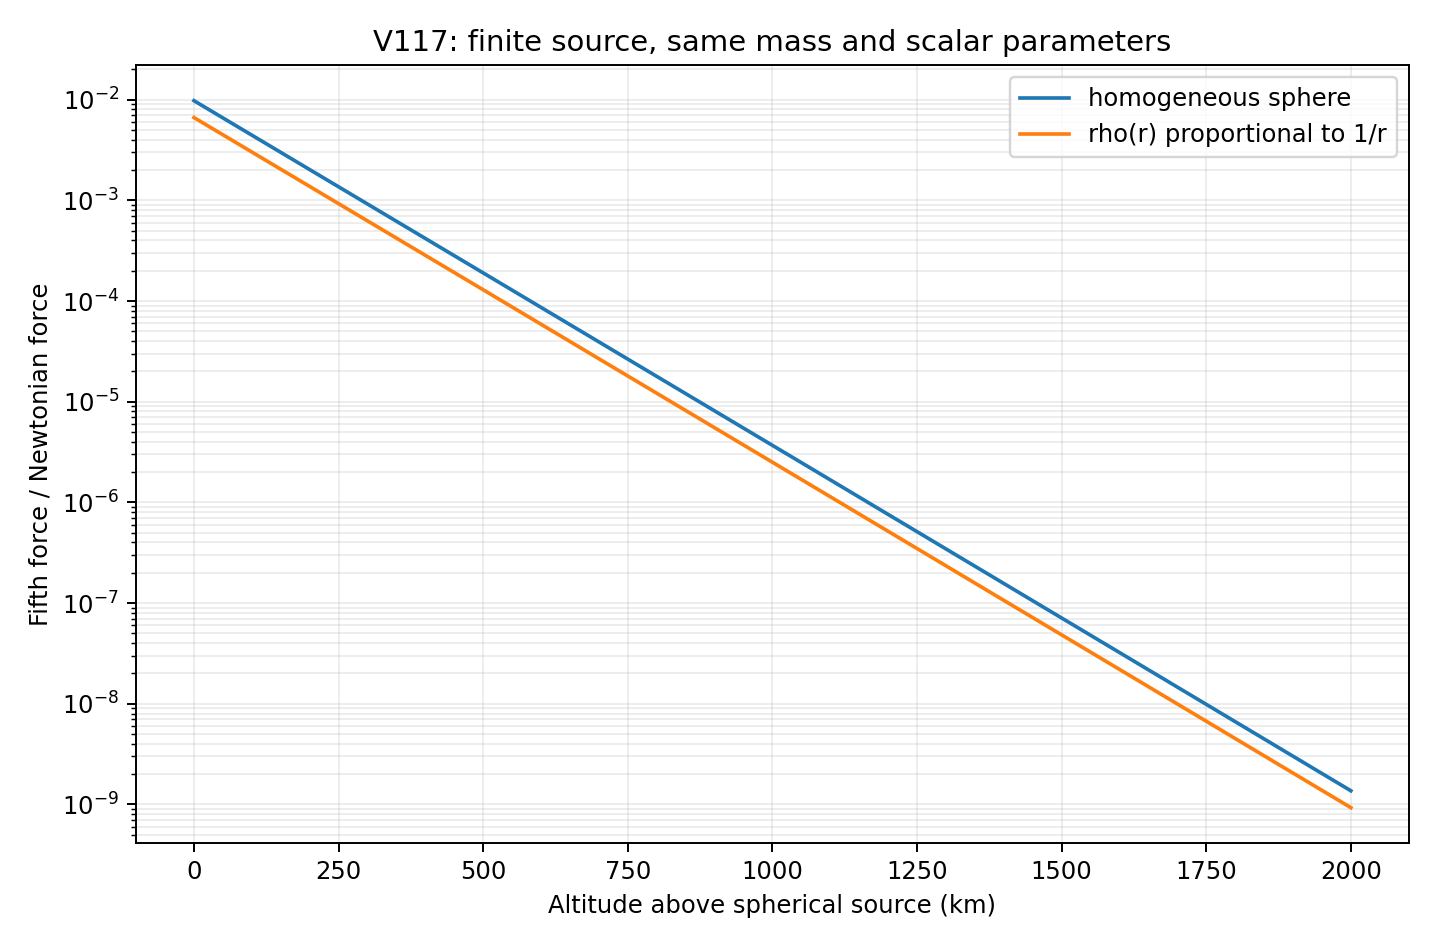 V117: finite source, same mass and scalar parameters
homogeneous sphere
rho(r) proportional to 1/r
Fifth force / Newtonian force
10⁻²
10⁻³
10⁻⁴
10⁻⁵
10⁻⁶
10⁻⁷
10⁻⁸
10⁻⁹
0 250 500 750 1000 1250 1500 1750 2000
Altitude above spherical source (km)